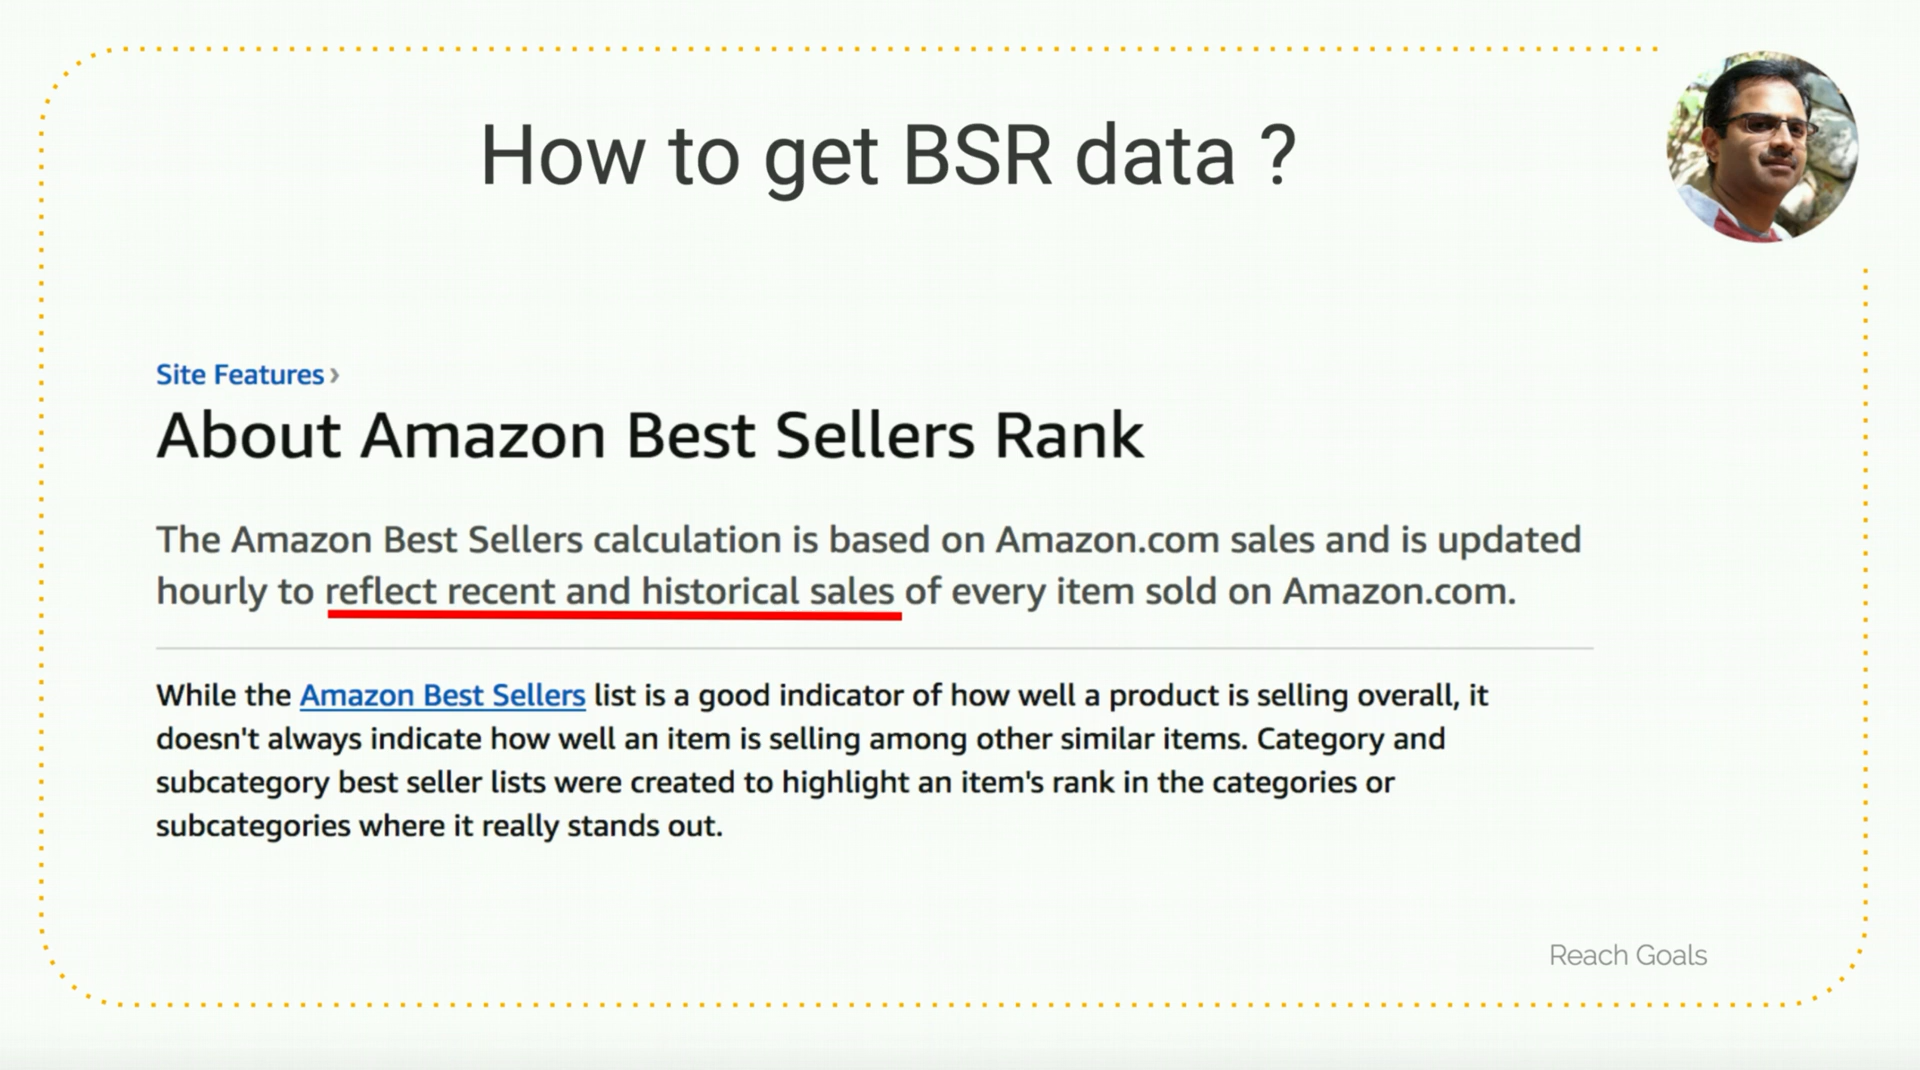 How to get BSR data ?
Site Features ›
About Amazon Best Sellers Rank
The Amazon Best Sellers calculation is based on Amazon.com sales and is updated
hourly to reflect recent and historical sales of every item sold on Amazon.com.
While the Amazon Best Sellers list is a good indicator of how well a product is selling overall, it
doesn't always indicate how well an item is selling among other similar items. Category and
subcategory best seller lists were created to highlight an item's rank in the categories or
subcategories where it really stands out.
Reach Goals